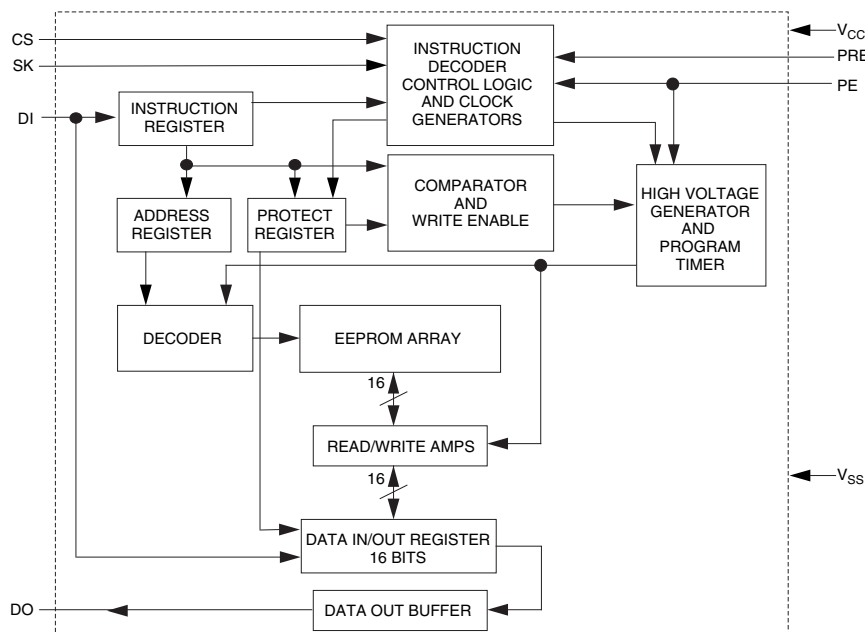 CS
SK
DI
INSTRUCTION
REGISTER
INSTRUCTION
DECODER
CONTROL LOGIC
AND CLOCK
GENERATORS
VCC
PRE
PE
ADDRESS
REGISTER
PROTECT
REGISTER
COMPARATOR
AND
WRITE ENABLE
HIGH VOLTAGE
GENERATOR
AND
PROGRAM
TIMER
DECODER
EEPROM ARRAY
16
READ/WRITE AMPS
16
VSS
DATA IN/OUT REGISTER
16 BITS
DO
DATA OUT BUFFER